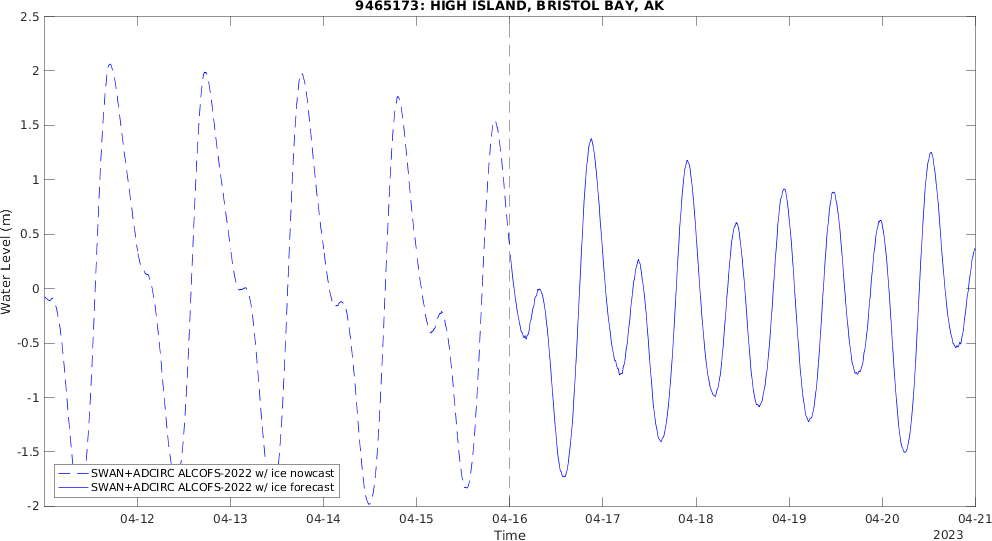 9465173: HIGH ISLAND, BRISTOL BAY, AK
2.5
2
1.5
1
0.5
0
-0.5
-1
-1.5
-2
Water Level (m)
SWAN+ADCIRC ALCOFS-2022 w/ ice nowcast
SWAN+ADCIRC ALCOFS-2022 w/ ice forecast
04-12 04-13 04-14 04-15 04-16 04-17 04-18 04-19 04-20 04-21
Time
2023